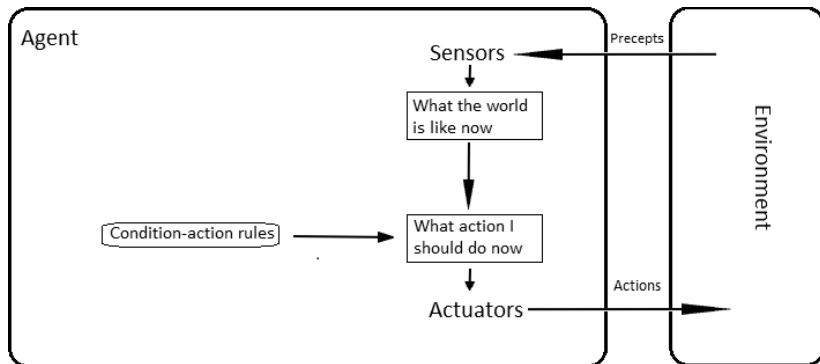 Agent
Precepts
Sensors
What the world
is like now
Environment
Condition-action rules
What action I
should do now
Actions
Actuators